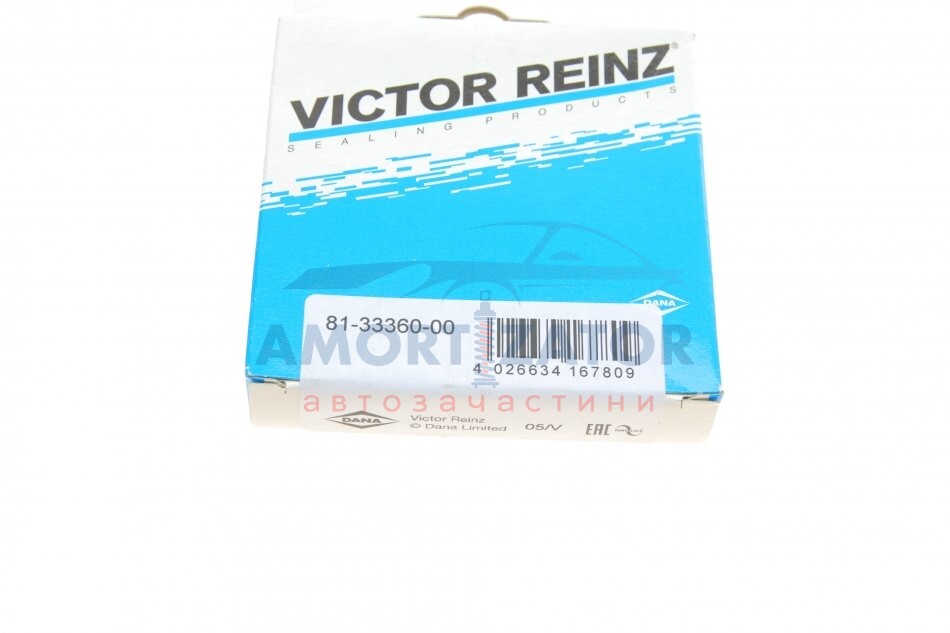 VICTOR REINZ®
SEALING PRODUCTS
DANA
81-33360-00
AMORTIZATOR
4 026634 167809
автозачастини
DANA
Victor Reinz
© Dana Limited
05/V
EAC